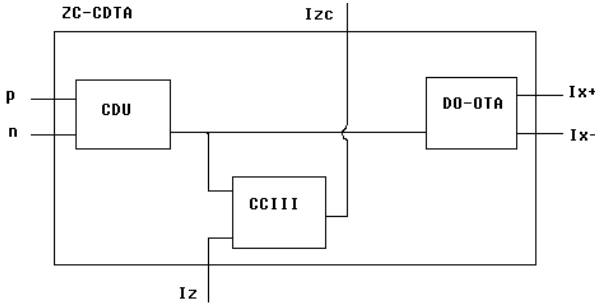 ZC-CDTA
Izc
p
n
CDU
DO-OTA
Ix+
Ix-
CCIII
Iz